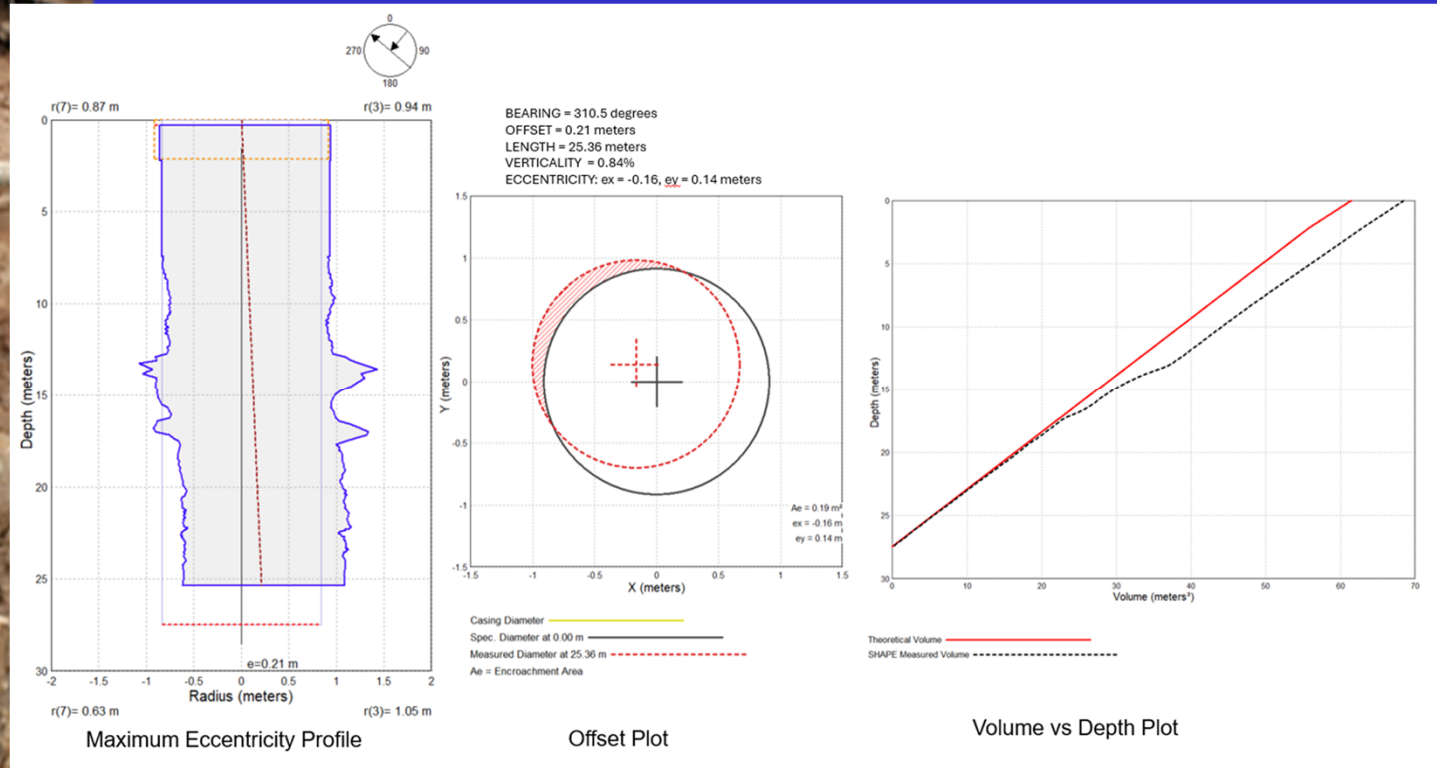 0
270
90
180
r(7)= 0.87 m
r(3)= 0.94 m
0
5
10
15
20
25
30
Depth (meters)
e=0.21 m
-2
-1.5
-1
-0.5
0
0.5
1
1.5
2
Radius (meters)
r(7)= 0.63 m
r(3)= 1.05 m
Maximum Eccentricity Profile
BEARING = 310.5 degrees
OFFSET = 0.21 meters
LENGTH = 25.36 meters
VERTICALITY = 0.84%
ECCENTRICITY: ex = -0.16, ey = 0.14 meters
1.5
1
0.5
0
-0.5
-1
-1.5
Y (meters)
Ae = 0.19 m²
ex = -0.16 m
ey = 0.14 m
-1.5
-1
-0.5
0
0.5
1
1.5
X (meters)
Casing Diameter
Spec. Diameter at 0.00 m
Measured Diameter at 25.36 m
Ae = Encroachment Area
Offset Plot
0
5
10
15
20
25
30
Depth (meters)
0
10
20
30
40
50
60
70
Volume (meters³)
Theoretical Volume
SHAPE Measured Volume
Volume vs Depth Plot